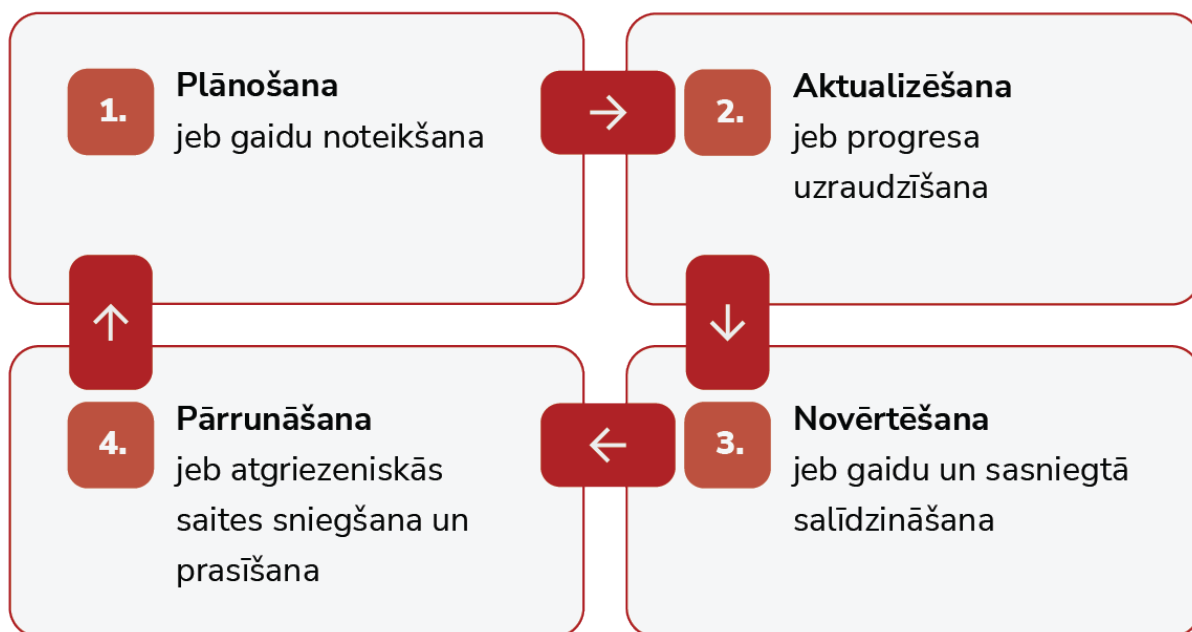 1.
Plānošana
jeb gaidu noteikšana
2.
Aktualizēšana
jeb progresa
uzraudzīšana
3.
Novērtēšana
jeb gaidu un sasniegtā
salīdzināšana
4.
Pārrunāšana
jeb atgriezeniskās
saites sniegšana un
prasīšana